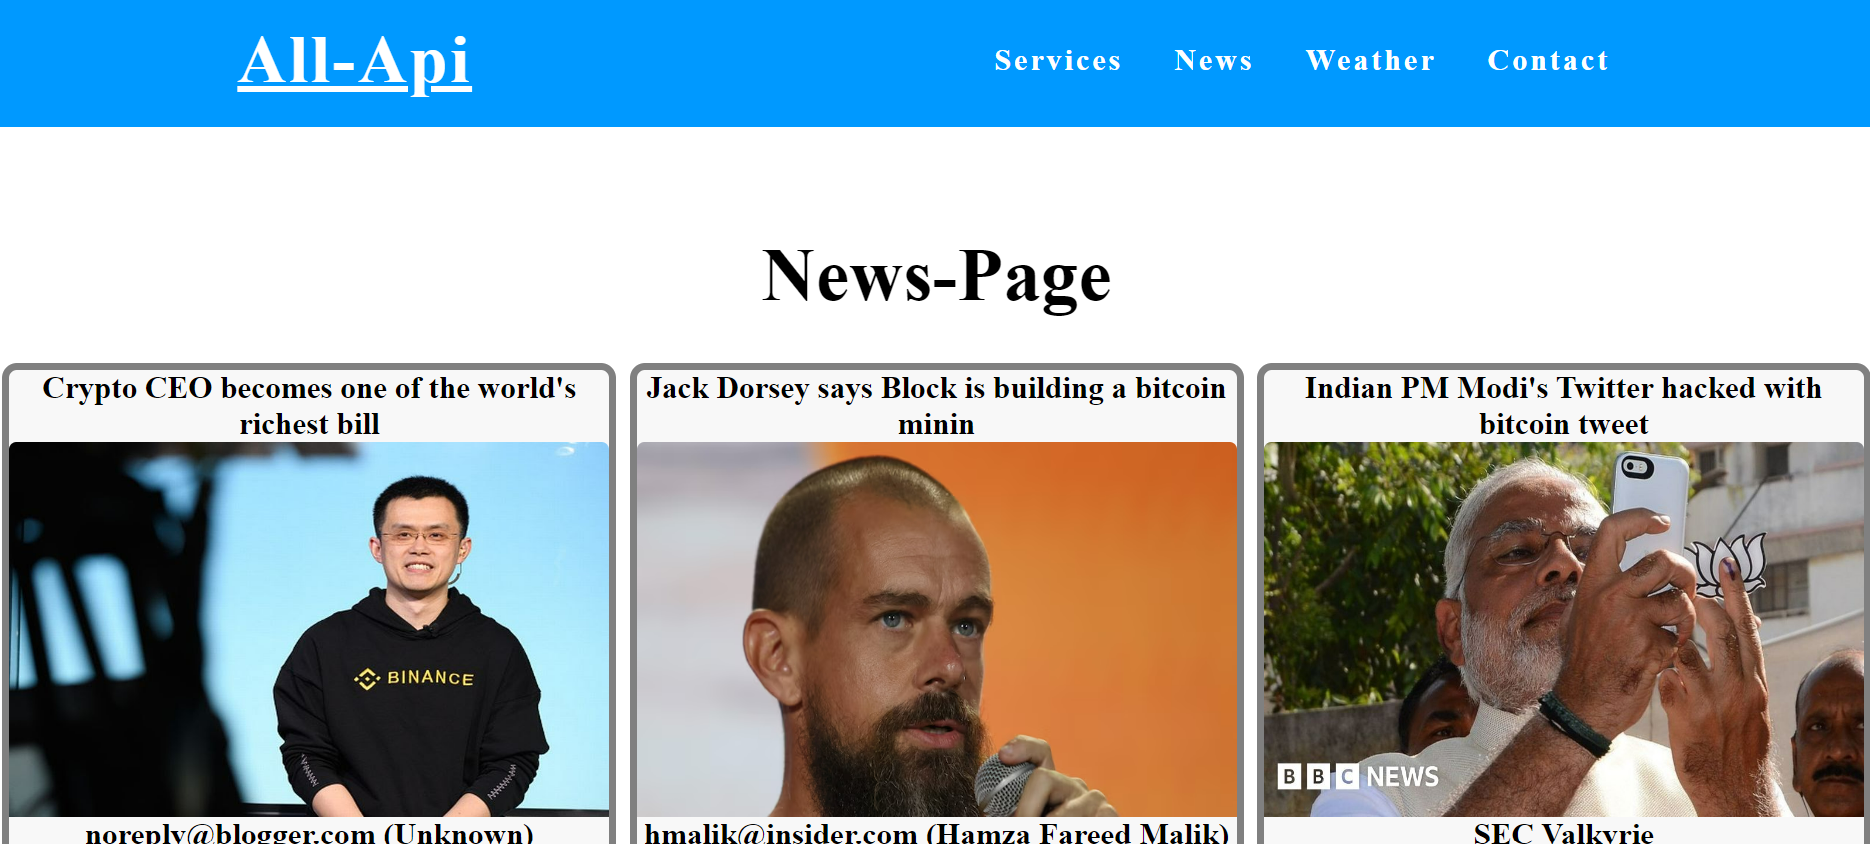 All-Api
Services News Weather Contact
News-Page
Crypto CEO becomes one of the world's
richest bill
BINANCE
noreply@blogger.com (Unknown)
Jack Dorsey says Block is building a bitcoin
minin
hmalik@insider.com (Hamza Fareed Malik)
Indian PM Modi's Twitter hacked with
bitcoin tweet
BBC NEWS
SEC Valkyrie